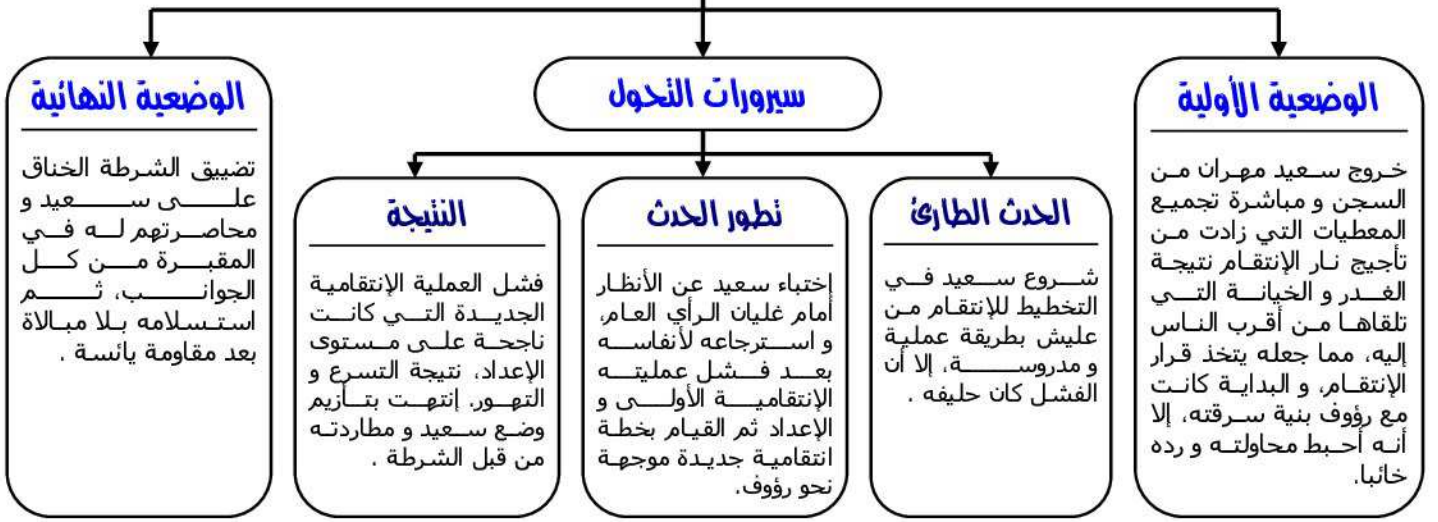 الوضعية الأولية
خروج سعيد مهران من
السجن و مباشرة تجميع
المعطيات التي زادت من
تأجيج نار الإنتقام نتيجة
الغدر و الخيانة التي
تلقاها من أقرب الناس
إليه، مما جعله يتخذ قرار
الإنتقام، و البداية كانت
مع رؤوف بنية سرقته، إلا
أنه أحبط محاولته و رده
خائبا.
سيرورات التحول
الحدث الطارئ
شروع سعيد في
التخطيط للإنتقام من
عليش بطريقة عملية
و مدروسة، إلا أن
الفشل كان حليفه .
تطور الحدث
إختباء سعيد عن الأنظار
أمام غليان الرأي العام،
و استرجاعه لأنفاسه
بعد فشل عمليته
الإنتقامية الأولى و
الإعداد ثم القيام بخطة
انتقامية جديدة موجهة
نحو رؤوف.
النتيجة
فشل العملية الإنتقامية
الجديدة التي كانت
ناجحة على مستوى
الإعداد، نتيجة التسرع و
التهور. إنتهت بتأزيم
وضع سعيد و مطاردته
من قبل الشرطة .
الوضعية النهائية
تضييق الشرطة الخناق
على سعيد و
محاصرتهم له في
المقبرة من كل
الجوانب، ثم
استسلامه بلا مبالاة
بعد مقاومة يائسة .